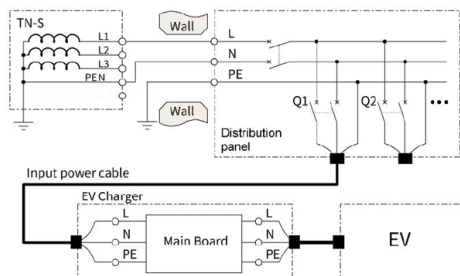 TN-S
L1
L2
L3
PEN
Wall
Wall
L
N
PE
Q1
Q2
Distribution
panel
Input power cable
EV Charger
L
N
PE
Main Board
L
N
PE
EV